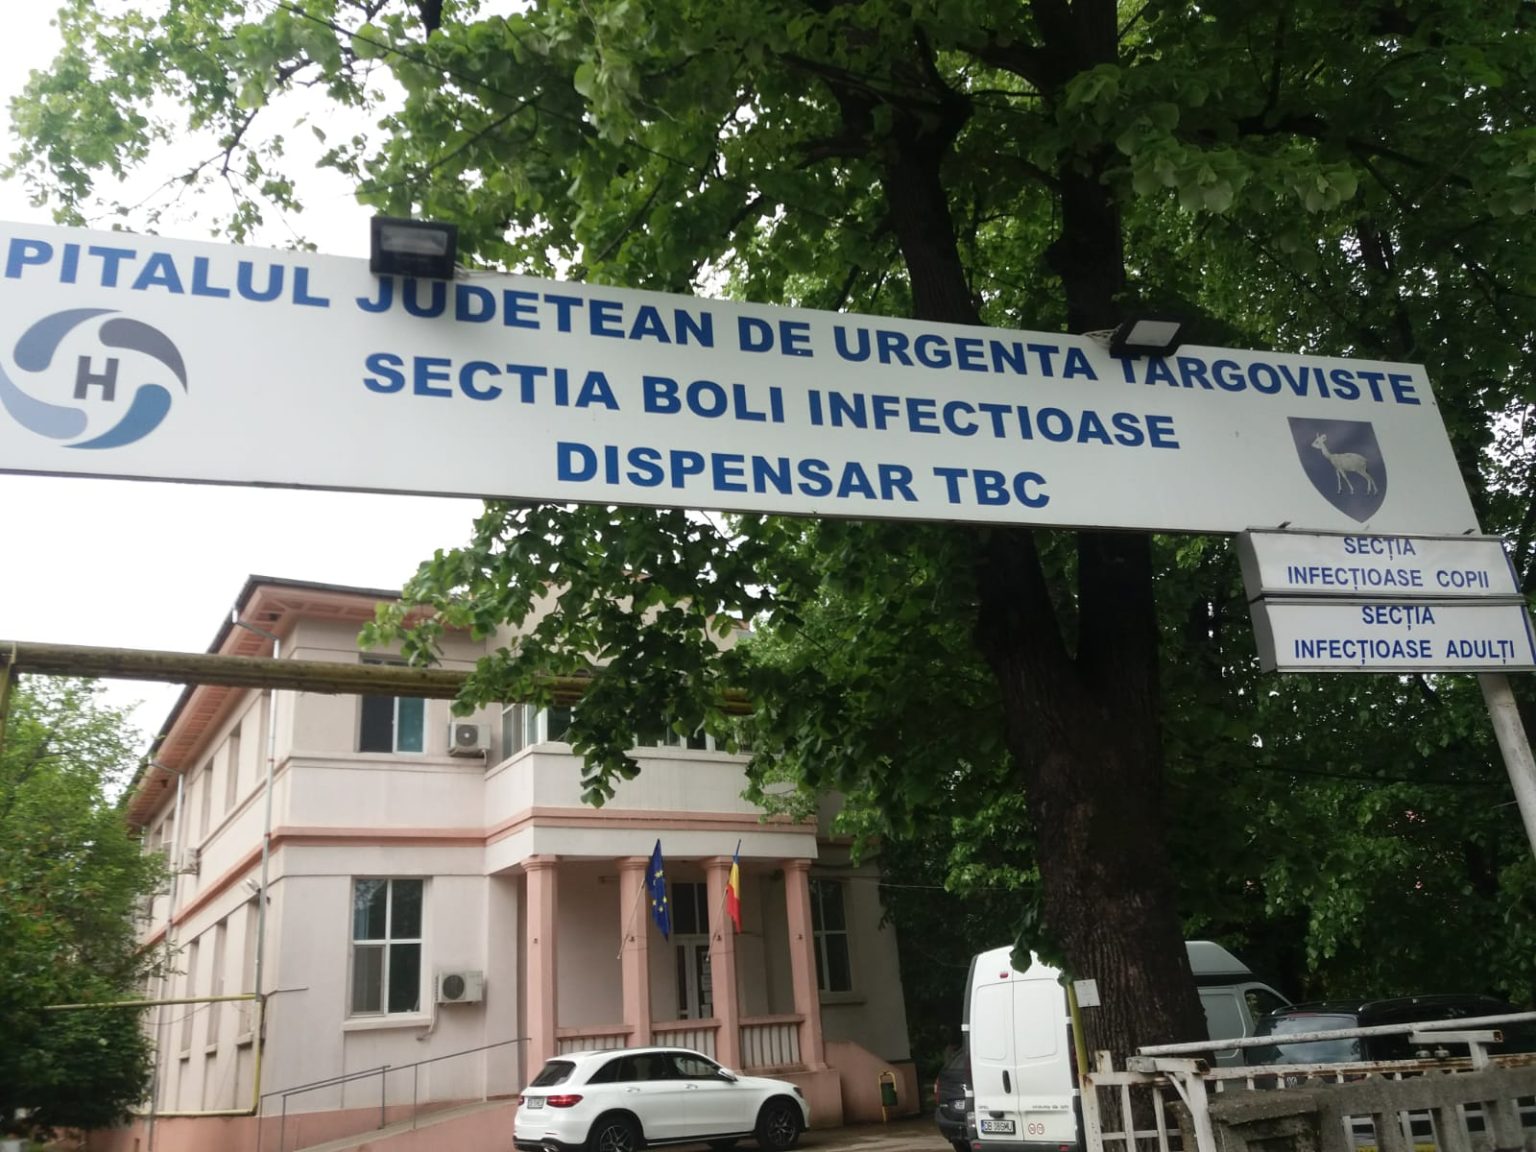 PITALUL JUDETEAN DE URGENTA TARGOVISTE
H
SECTIA BOLI INFECTIOASE
DISPENSAR TBC
SECȚIA
INFECȚIOASE COPII
SECȚIA
INFECȚIOASE ADULȚI